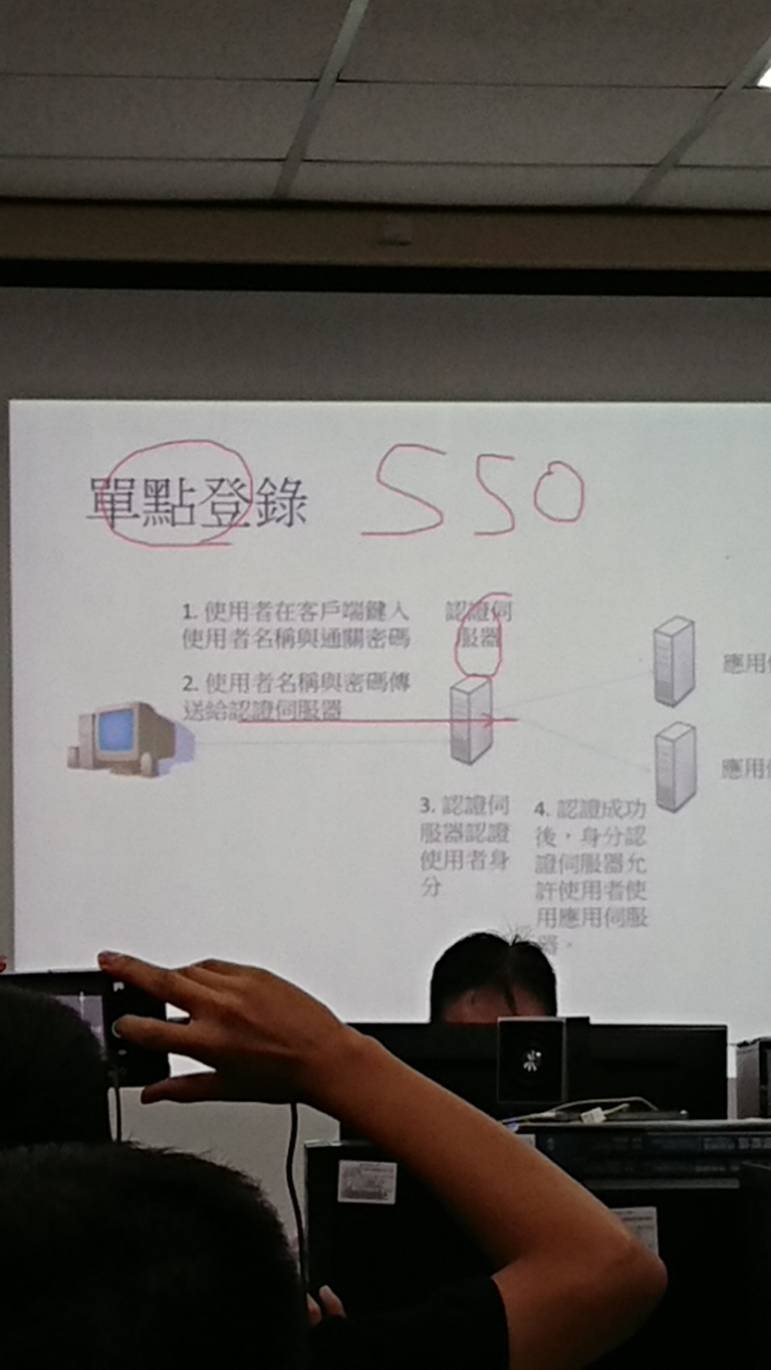 單點登錄 SSO
1. 使用者在客戶端鍵入
使用者名稱與通關密碼
認證伺
服器
2. 使用者名稱與密碼傳
送給認證伺服器
應用
應用
3. 認證伺
服器認證
使用者身
分
4. 認證成功
後，身分認
證伺服器允
許使用者使
用應用伺服
器。